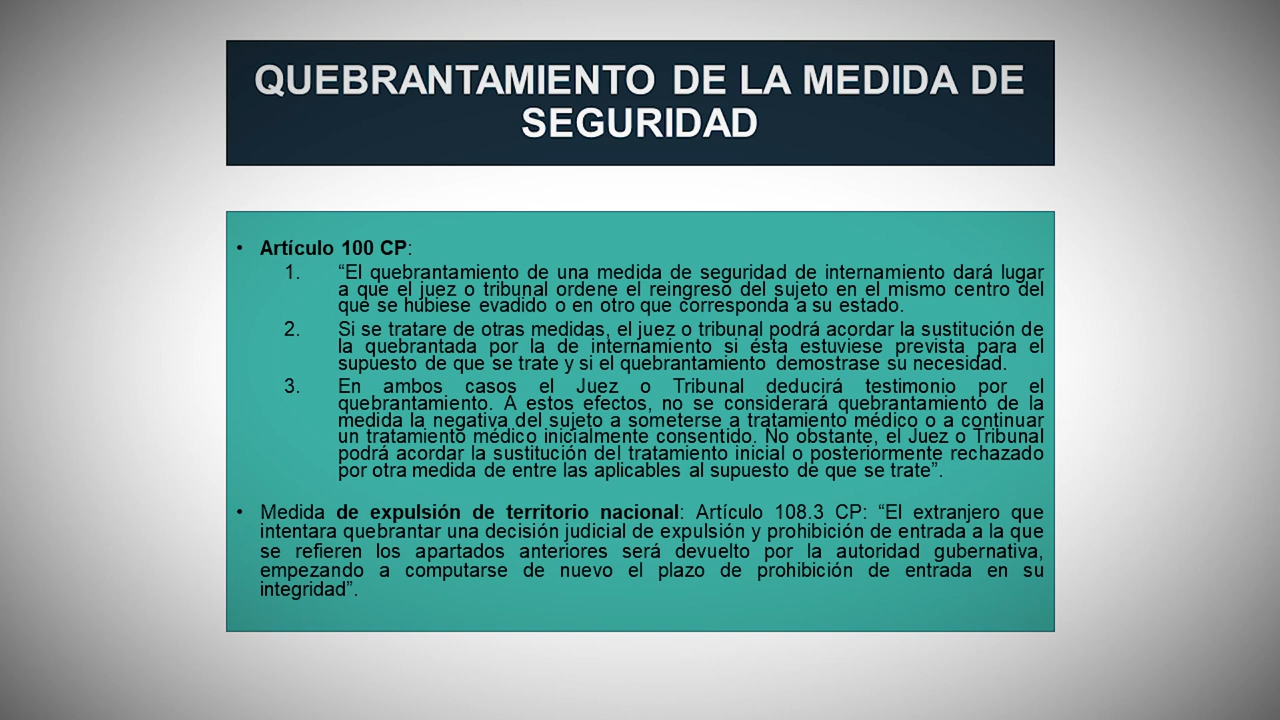 QUEBRANTAMIENTO DE LA MEDIDA DE
SEGURIDAD
• Artículo 100 CP:
1. “El quebrantamiento de una medida de seguridad de internamiento dará lugar
a que el juez o tribunal ordene el reingreso del sujeto en el mismo centro del
que se hubiese evadido o en otro que corresponda a su estado.
2. Si se tratare de otras medidas, el juez o tribunal podrá acordar la sustitución de
la quebrantada por la de internamiento si ésta estuviese prevista para el
supuesto de que se trate y si el quebrantamiento demostrase su necesidad.
3. En ambos casos el Juez o Tribunal deducirá testimonio por el
quebrantamiento. A estos efectos, no se considerará quebrantamiento de la
medida la negativa del sujeto a someterse a tratamiento médico o a continuar
un tratamiento médico inicialmente consentido. No obstante, el Juez o Tribunal
podrá acordar la sustitución del tratamiento inicial o posteriormente rechazado
por otra medida de entre las aplicables al supuesto de que se trate”.
• Medida de expulsión de territorio nacional: Artículo 108.3 CP: “El extranjero que
intentara quebrantar una decisión judicial de expulsión y prohibición de entrada a la que
se refieren los apartados anteriores será devuelto por la autoridad gubernativa,
empezando a computarse de nuevo el plazo de prohibición de entrada en su
integridad”.